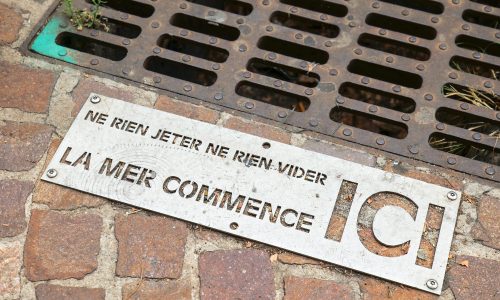 NE RIEN JETER NE RIEN VIDER
LA MER COMMENCE ICI